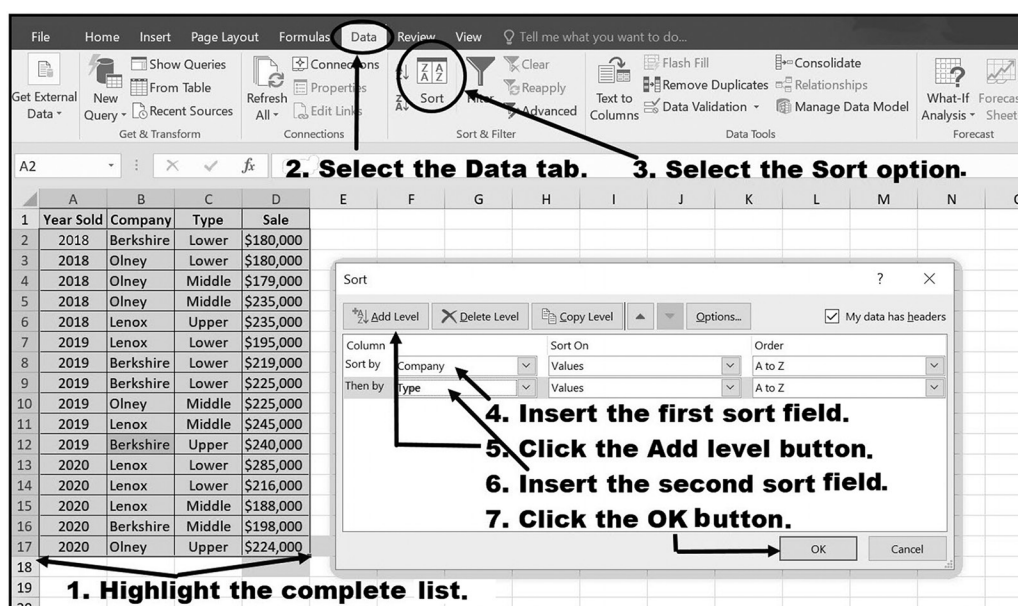 File Home Insert Page Layout Formulas Data Review View Tell me what you want to do...
Get External Data
New Query
Show Queries
From Table
Recent Sources
Get & Transform
Refresh All
Connections
Properties
Edit Links
Connections
Sort
Filter
Clear
Reapply
Advanced
Sort & Filter
Text to Columns
Flash Fill
Remove Duplicates
Data Validation
Consolidate
Relationships
Manage Data Model
Data Tools
What-If Analysis
Forecas
Sheet
Forecast
A2 fx
2. Select the Data tab. 3. Select the Sort option.
A B C D E F G H I J K L M N
1 Year Sold Company Type Sale
2 2018 Berkshire Lower $180,000
3 2018 Olney Lower $180,000
4 2018 Olney Middle $179,000
5 2018 Olney Middle $235,000
6 2018 Lenox Upper $235,000
7 2019 Lenox Lower $195,000
8 2019 Berkshire Lower $219,000
9 2019 Berkshire Lower $225,000
10 2019 Olney Middle $225,000
11 2019 Lenox Middle $245,000
12 2019 Berkshire Upper $240,000
13 2020 Lenox Lower $285,000
14 2020 Lenox Lower $216,000
15 2020 Lenox Middle $188,000
16 2020 Berkshire Middle $198,000
17 2020 Olney Upper $224,000
18
19
Sort ?
Add Level Delete Level Copy Level Options... My data has headers
Column Sort On Order
Sort by Company Values A to Z
Then by Type Values A to Z
4. Insert the first sort field.
5. Click the Add level button.
6. Insert the second sort field.
7. Click the OK button.
OK Cancel
1. Highlight the complete list.